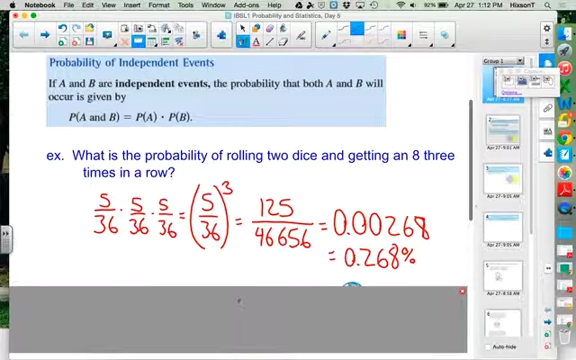 Notebook File Edit View Insert Format Window Help
92% Apr 27 1:12 PM HixsonT
IBSL1 Probability and Statistics, Day 6
Group 1
Probability of Independent Events
If A and B are independent events, the probability that both A and B will
occur is given by
P(A and B) = P(A) · P(B).
ex. What is the probability of rolling two dice and getting an 8 three
times in a row?
5/36 · 5/36 · 5/36 = (5/36)^3 = 125/46656 = 0.00268
= 0.268%
Auto-hide